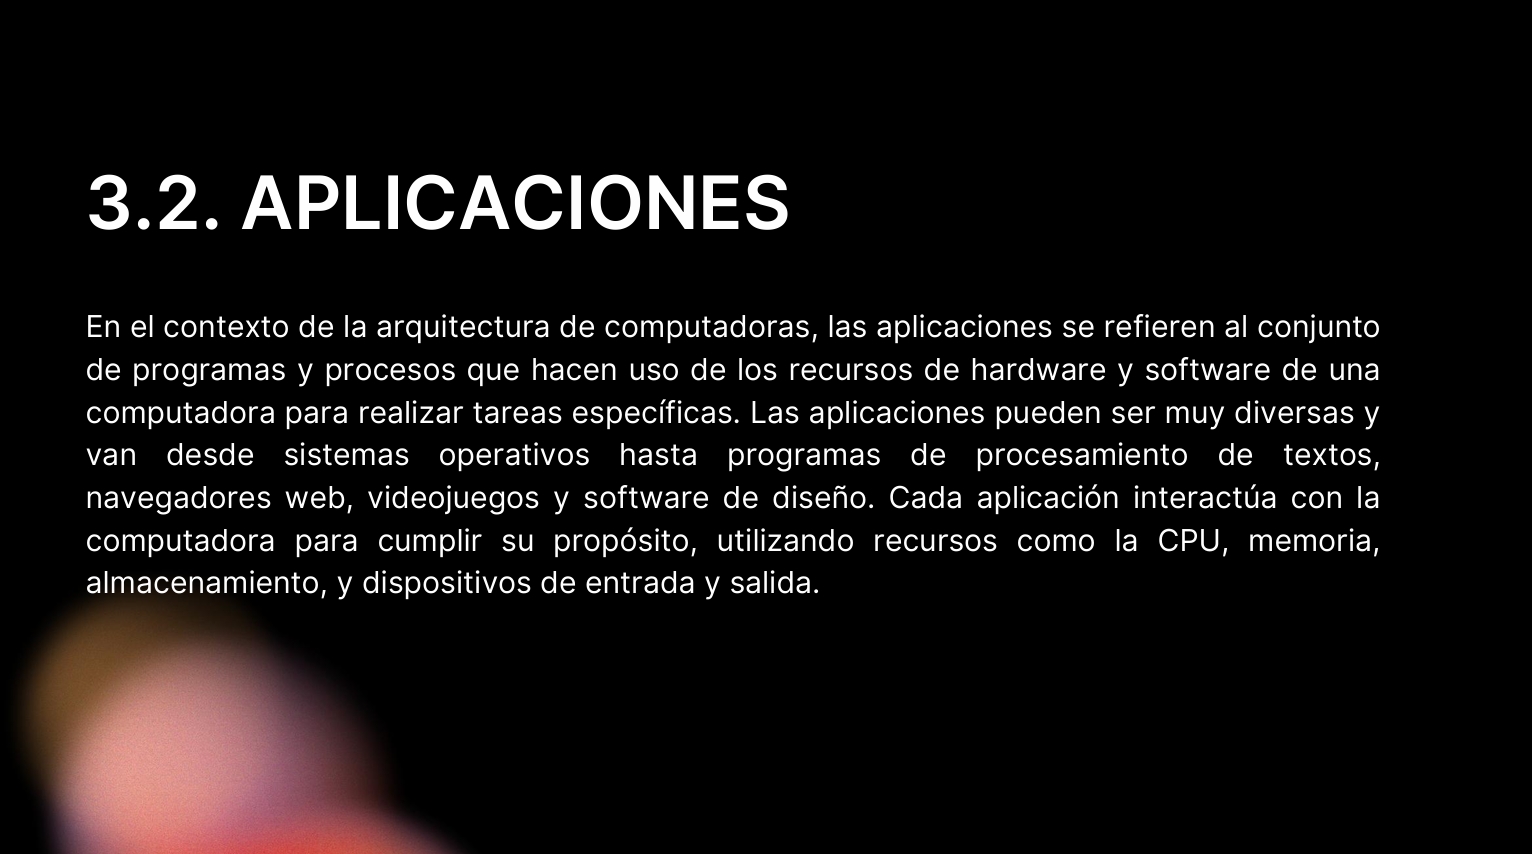 3.2. APLICACIONES
En el contexto de la arquitectura de computadoras, las aplicaciones se refieren al conjunto
de programas y procesos que hacen uso de los recursos de hardware y software de una
computadora para realizar tareas específicas. Las aplicaciones pueden ser muy diversas y
van desde sistemas operativos hasta programas de procesamiento de textos,
navegadores web, videojuegos y software de diseño. Cada aplicación interactúa con la
computadora para cumplir su propósito, utilizando recursos como la CPU, memoria,
almacenamiento, y dispositivos de entrada y salida.